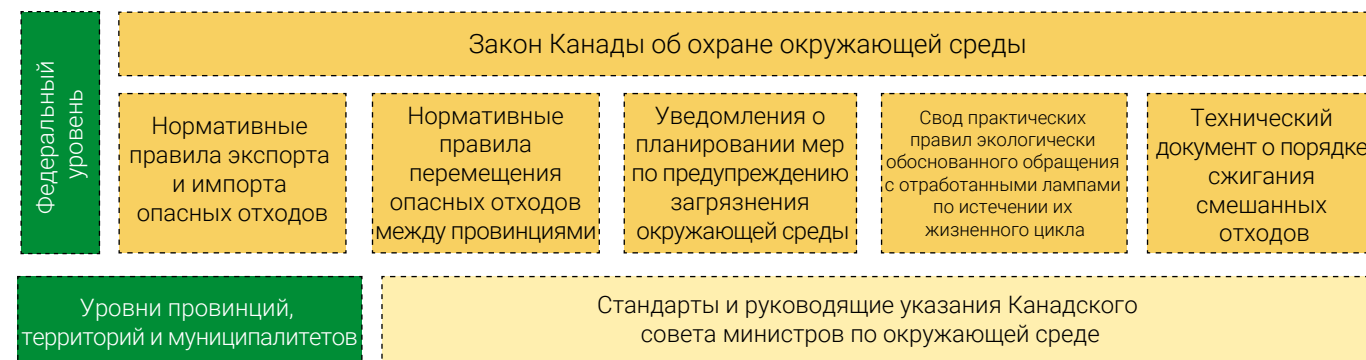 Федеральный
уровень
Закон Канады об охране окружающей среды
Нормативные
правила экспорта
и импорта
опасных отходов
Нормативные
правила
перемещения
опасных отходов
между провинциями
Уведомления о
планировании мер
по предупреждению
загрязнения
окружающей среды
Свод практических
правил экологически
обоснованного обращения
с отработанными лампами
по истечении их
жизненного цикла
Технический
документ о порядке
сжигания
смешанных
отходов
Уровни провинций,
территорий и муниципалитетов
Стандарты и руководящие указания Канадского
совета министров по окружающей среде